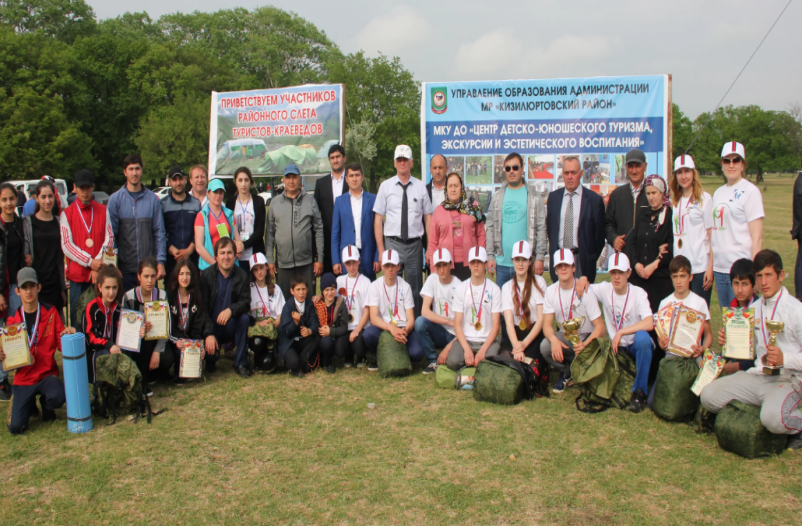 ПРИВЕТСТВУЕМ УЧАСТНИКОВ
РАЙОННОГО СЛЕТА
ТУРИСТОВ-КРАЕВЕДОВ
УПРАВЛЕНИЕ ОБРАЗОВАНИЯ АДМИНИСТРАЦИИ
МР «КИЗИЛЮРТОВСКИЙ РАЙОН»
МКУ ДО «ЦЕНТР ДЕТСКО-ЮНОШЕСКОГО ТУРИЗМА,
ЭКСКУРСИИ И ЭСТЕТИЧЕСКОГО ВОСПИТАНИЯ"